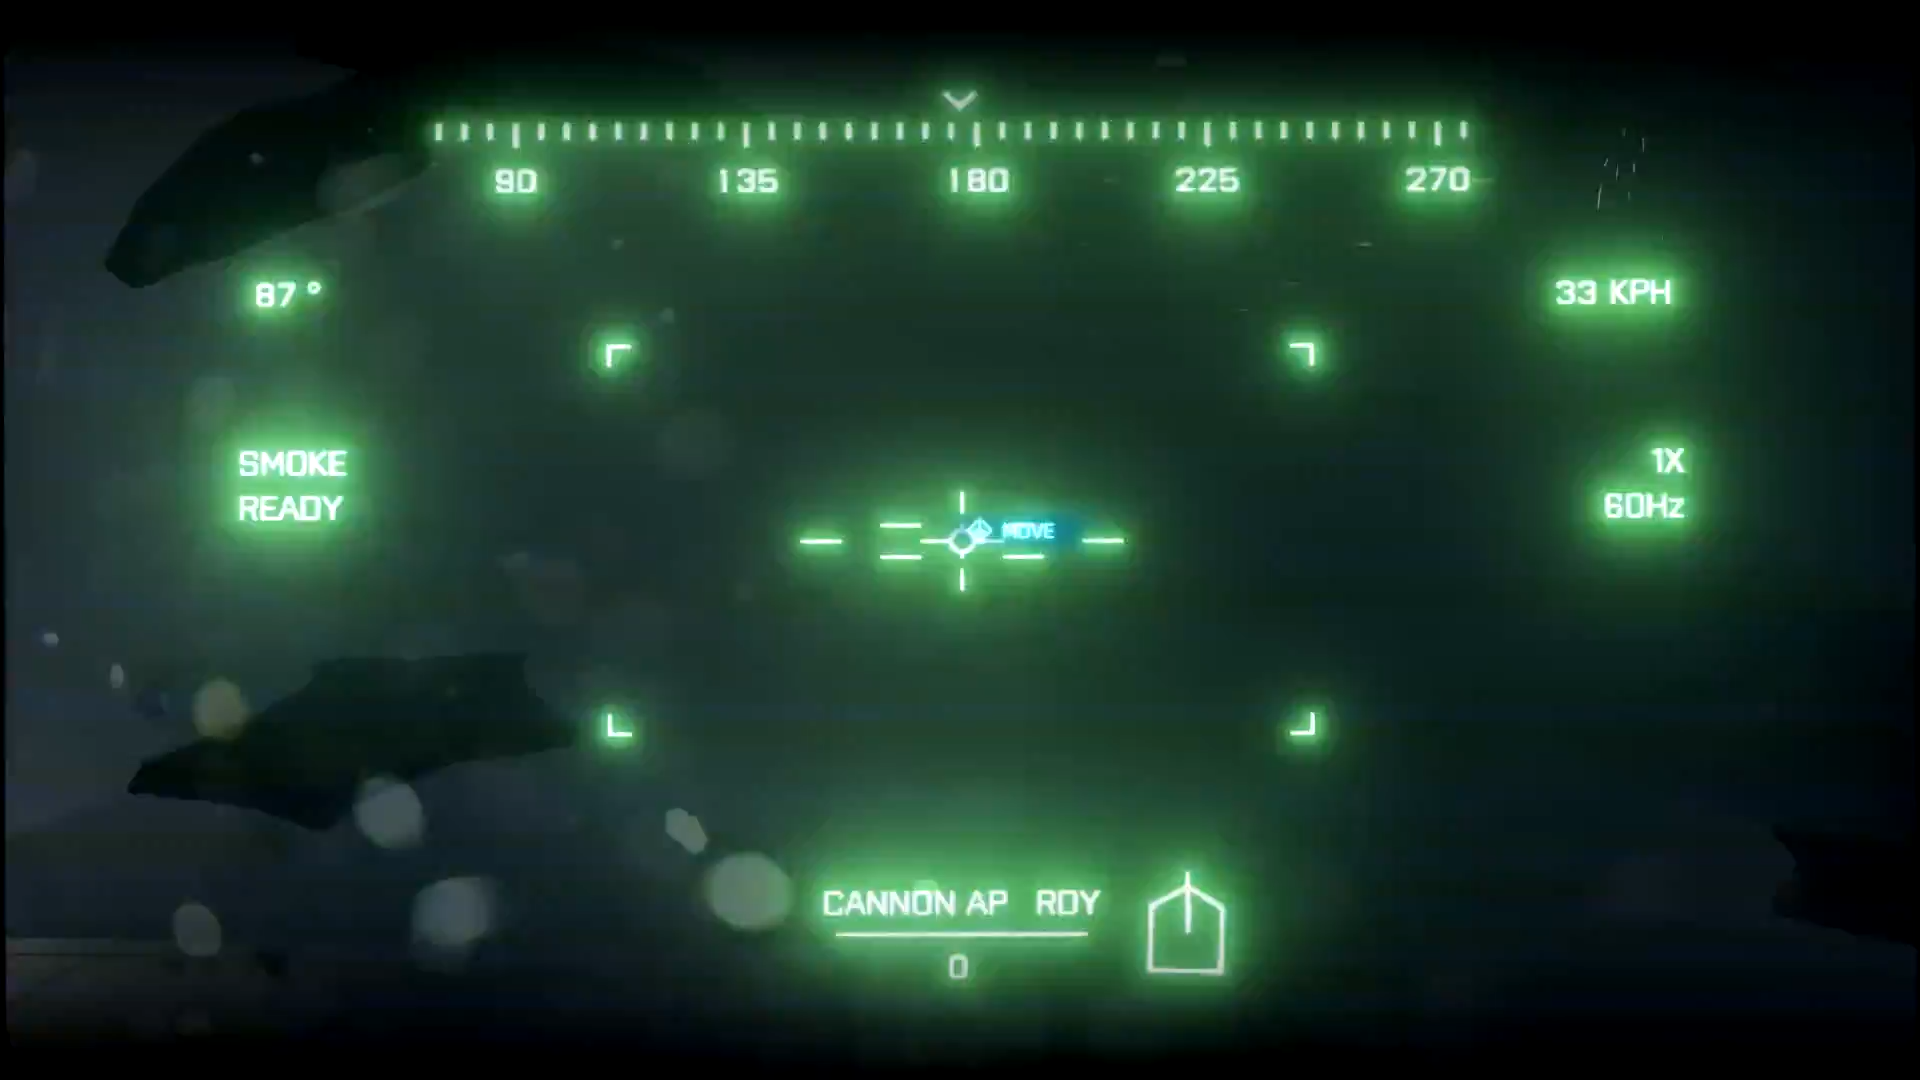 90 135 180 225 270
87 °
33 KPH
SMOKE
READY
1X
60Hz
MOVE
CANNON AP RDY
0